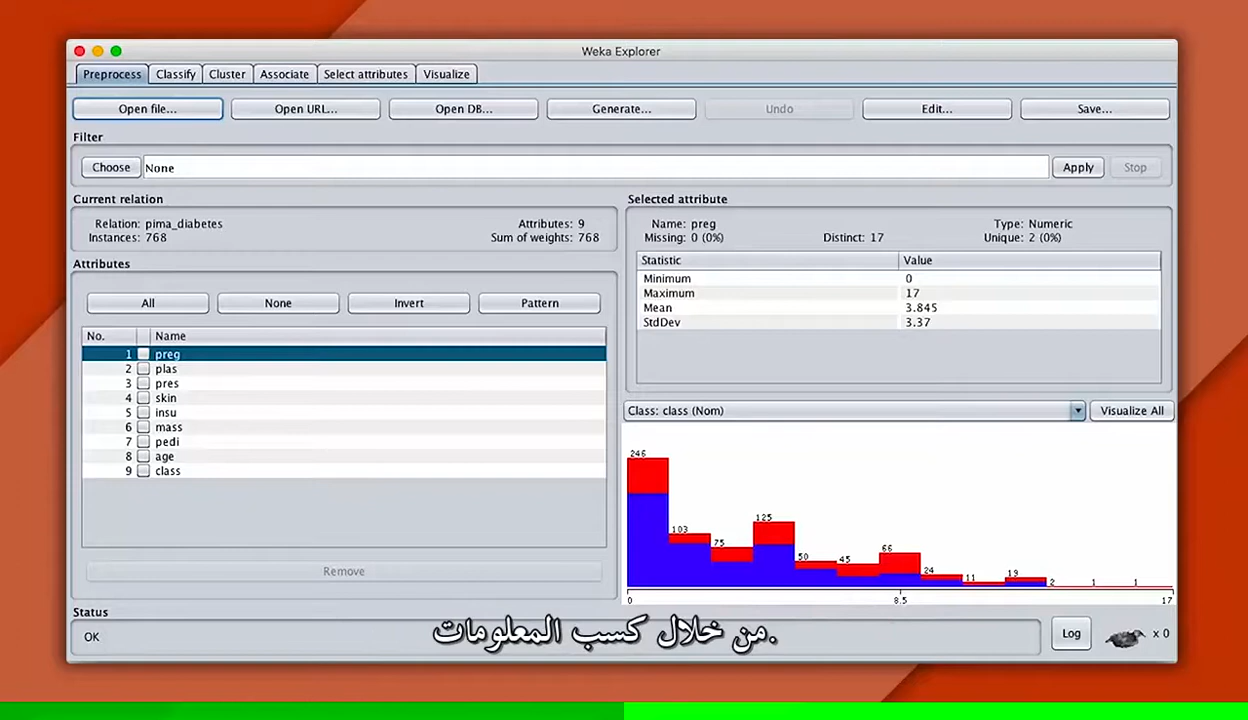 Weka Explorer
Preprocess Classify Cluster Associate Select attributes Visualize
Open file... Open URL... Open DB... Generate... Undo Edit... Save...
Filter
Choose None Apply Stop
Current relation
Relation: pima_diabetes Attributes: 9
Instances: 768 Sum of weights: 768
Attributes
All None Invert Pattern
No. Name
1 preg
2 plas
3 pres
4 skin
5 insu
6 mass
7 pedi
8 age
9 class
Remove
Selected attribute
Name: preg Type: Numeric
Missing: 0 (0%) Distinct: 17 Unique: 2 (0%)
Statistic Value
Minimum 0
Maximum 17
Mean 3.845
StdDev 3.37
Class: class (Nom) Visualize All
246 103 75 125 50 45 66 24 11 19 2 1 1
0 8.5 17
Status
OK Log x 0
من خلال كسب المعلومات.